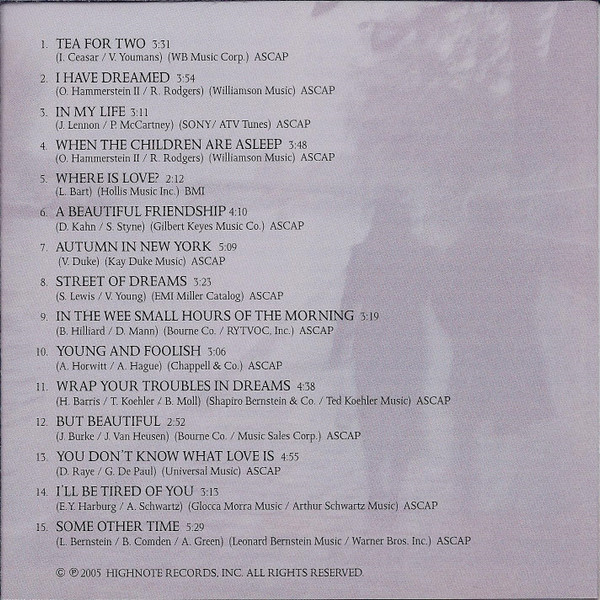 1. TEA FOR TWO 3:31
(I. Ceasar / V. Youmans) (WB Music Corp.) ASCAP
2. I HAVE DREAMED 3:54
(O. Hammerstein II / R. Rodgers) (Williamson Music) ASCAP
3. IN MY LIFE 3:11
(J. Lennon / P. McCartney) (SONY/ ATV Tunes) ASCAP
4. WHEN THE CHILDREN ARE ASLEEP 3:48
(O. Hammerstein II / R. Rodgers) (Williamson Music) ASCAP
5. WHERE IS LOVE? 2:12
(L. Bart) (Hollis Music Inc.) BMI
6. A BEAUTIFUL FRIENDSHIP 4:10
(D. Kahn / S. Styne) (Gilbert Keyes Music Co.) ASCAP
7. AUTUMN IN NEW YORK 5:09
(V. Duke) (Kay Duke Music) ASCAP
8. STREET OF DREAMS 3:23
(S. Lewis / V. Young) (EMI Miller Catalog) ASCAP
9. IN THE WEE SMALL HOURS OF THE MORNING 3:19
(B. Hilliard / D. Mann) (Bourne Co. / RYTVOC, Inc.) ASCAP
10. YOUNG AND FOOLISH 3:06
(A. Horwitt / A. Hague) (Chappell & Co.) ASCAP
11. WRAP YOUR TROUBLES IN DREAMS 4:38
(H. Barris / T. Koehler / B. Moll) (Shapiro Bernstein & Co. / Ted Koehler Music) ASCAP
12. BUT BEAUTIFUL 2:52
(J. Burke / J. Van Heusen) (Bourne Co. / Music Sales Corp.) ASCAP
13. YOU DON'T KNOW WHAT LOVE IS 4:55
(D. Raye / G. De Paul) (Universal Music) ASCAP
14. I'LL BE TIRED OF YOU 3:13
(E.Y. Harburg / A. Schwartz) (Glocca Morra Music / Arthur Schwartz Music) ASCAP
15. SOME OTHER TIME 5:29
(L. Bernstein / B. Comden / A. Green) (Leonard Bernstein Music / Warner Bros. Inc.) ASCAP
© ℗ 2005 HIGHNOTE RECORDS, INC. ALL RIGHTS RESERVED